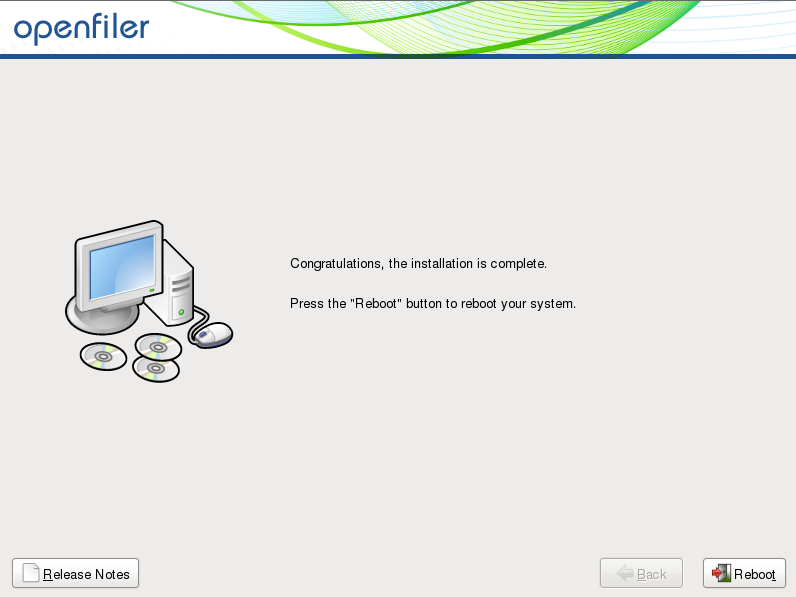 openfiler
Congratulations, the installation is complete.
Press the "Reboot" button to reboot your system.
Release Notes
Back
Reboot